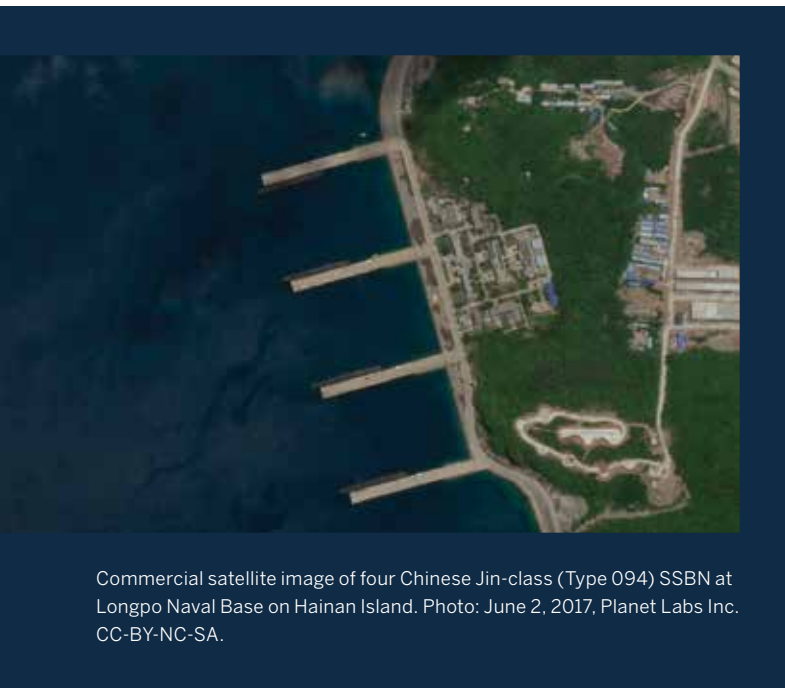 Commercial satellite image of four Chinese Jin-class (Type 094) SSBN at
Longpo Naval Base on Hainan Island. Photo: June 2, 2017, Planet Labs Inc.
CC-BY-NC-SA.